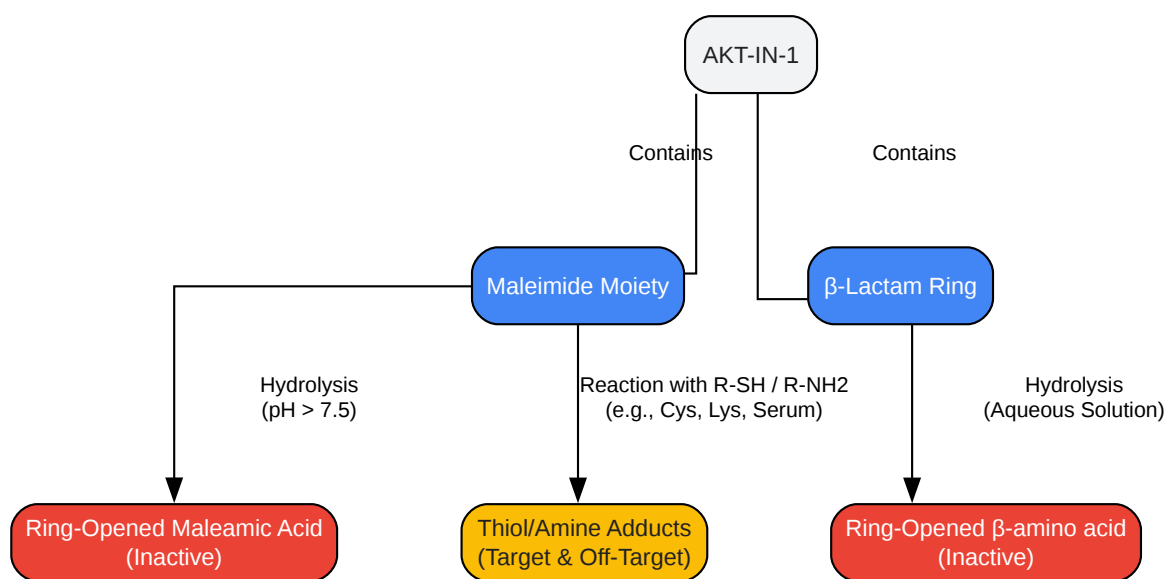 AKT-IN-1
Contains
Contains
Maleimide Moiety
β-Lactam Ring
Hydrolysis
(pH > 7.5)
Reaction with R-SH / R-NH2
(e.g., Cys, Lys, Serum)
Hydrolysis
(Aqueous Solution)
Ring-Opened Maleamic Acid
(Inactive)
Thiol/Amine Adducts
(Target & Off-Target)
Ring-Opened β-amino acid
(Inactive)